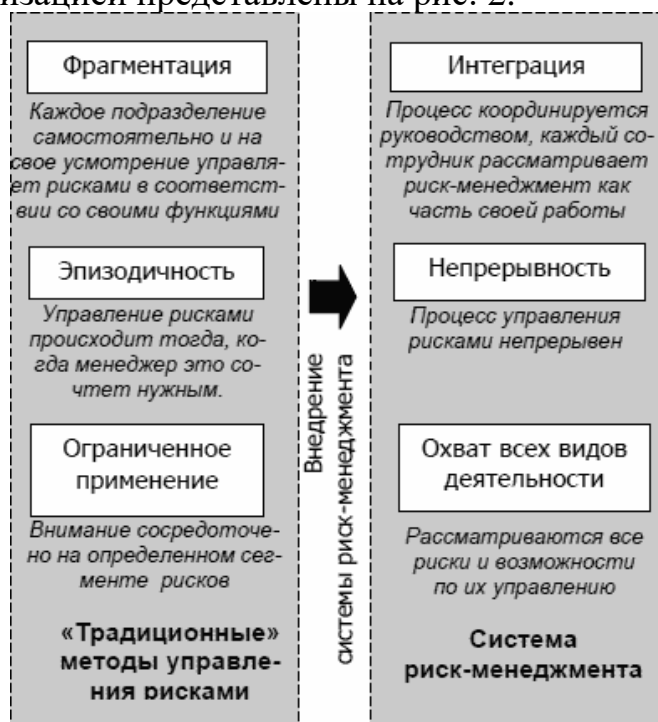 изацией представлены на рис. 2.
Фрагментация
Каждое подразделение
самостоятельно и на
свое усмотрение управля-
ет рисками в соответст-
вии со своими функциями
Эпизодичность
Управление рисками
происходит тогда, ко-
гда менеджер это со-
чтет нужным.
Ограниченное
применение
Внимание сосредоточе-
но на определенном сег-
менте рисков
«Традиционные»
методы управле-
ния рисками
Внедрение
системы риск-менеджмента
Интеграция
Процесс координируется
руководством, каждый со-
трудник рассматривает
риск-менеджмент как
часть своей работы
Непрерывность
Процесс управления
рисками непрерывен
Охват всех видов
деятельности
Рассматриваются все
риски и возможности
по их управлению
Система
риск-менеджмента